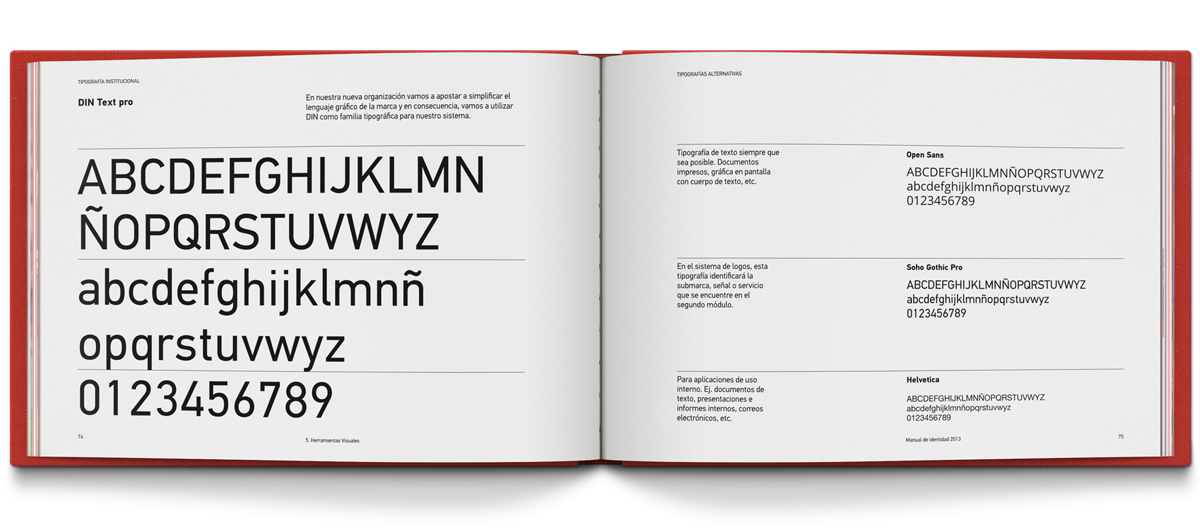 TIPOGRAFÍA INSTITUCIONAL
DIN Text pro
En nuestra nueva organización vamos a apostar a simplificar el
lenguaje gráfico de la marca y en consecuencia, vamos a utilizar
DIN como familia tipográfica para nuestro sistema.
ABCDEFGHIJKLMN
ÑOPQRSTUVWYZ
abcdefghijklmnñ
opqrstuvwyz
0123456789
74
5. Herramientas Visuales
TIPOGRAFÍAS ALTERNATIVAS
Tipografía de texto siempre que
sea posible. Documentos
impresos, gráfica en pantalla
con cuerpo de texto, etc.
Open Sans
ABCDEFGHIJKLMNÑOPQRSTUVWYZ
abcdefghijklmnñopqrstuvwyz
0123456789
En el sistema de logos, esta
tipografía identificará la
submarca, señal o servicio
que se encuentre en el
segundo módulo.
Soho Gothic Pro
ABCDEFGHIJKLMNÑOPQRSTUVWYZ
abcdefghijklmnñopqrstuvwyz
0123456789
Para aplicaciones de uso
interno. Ej. documentos de
texto, presentaciones e
informes internos, correos
electrónicos, etc.
Helvetica
ABCDEFGHIJKLMNÑOPQRSTUVWYZ
abcdefghijklmnñopqrstuvwyz
0123456789
Manual de identidad 2013
75